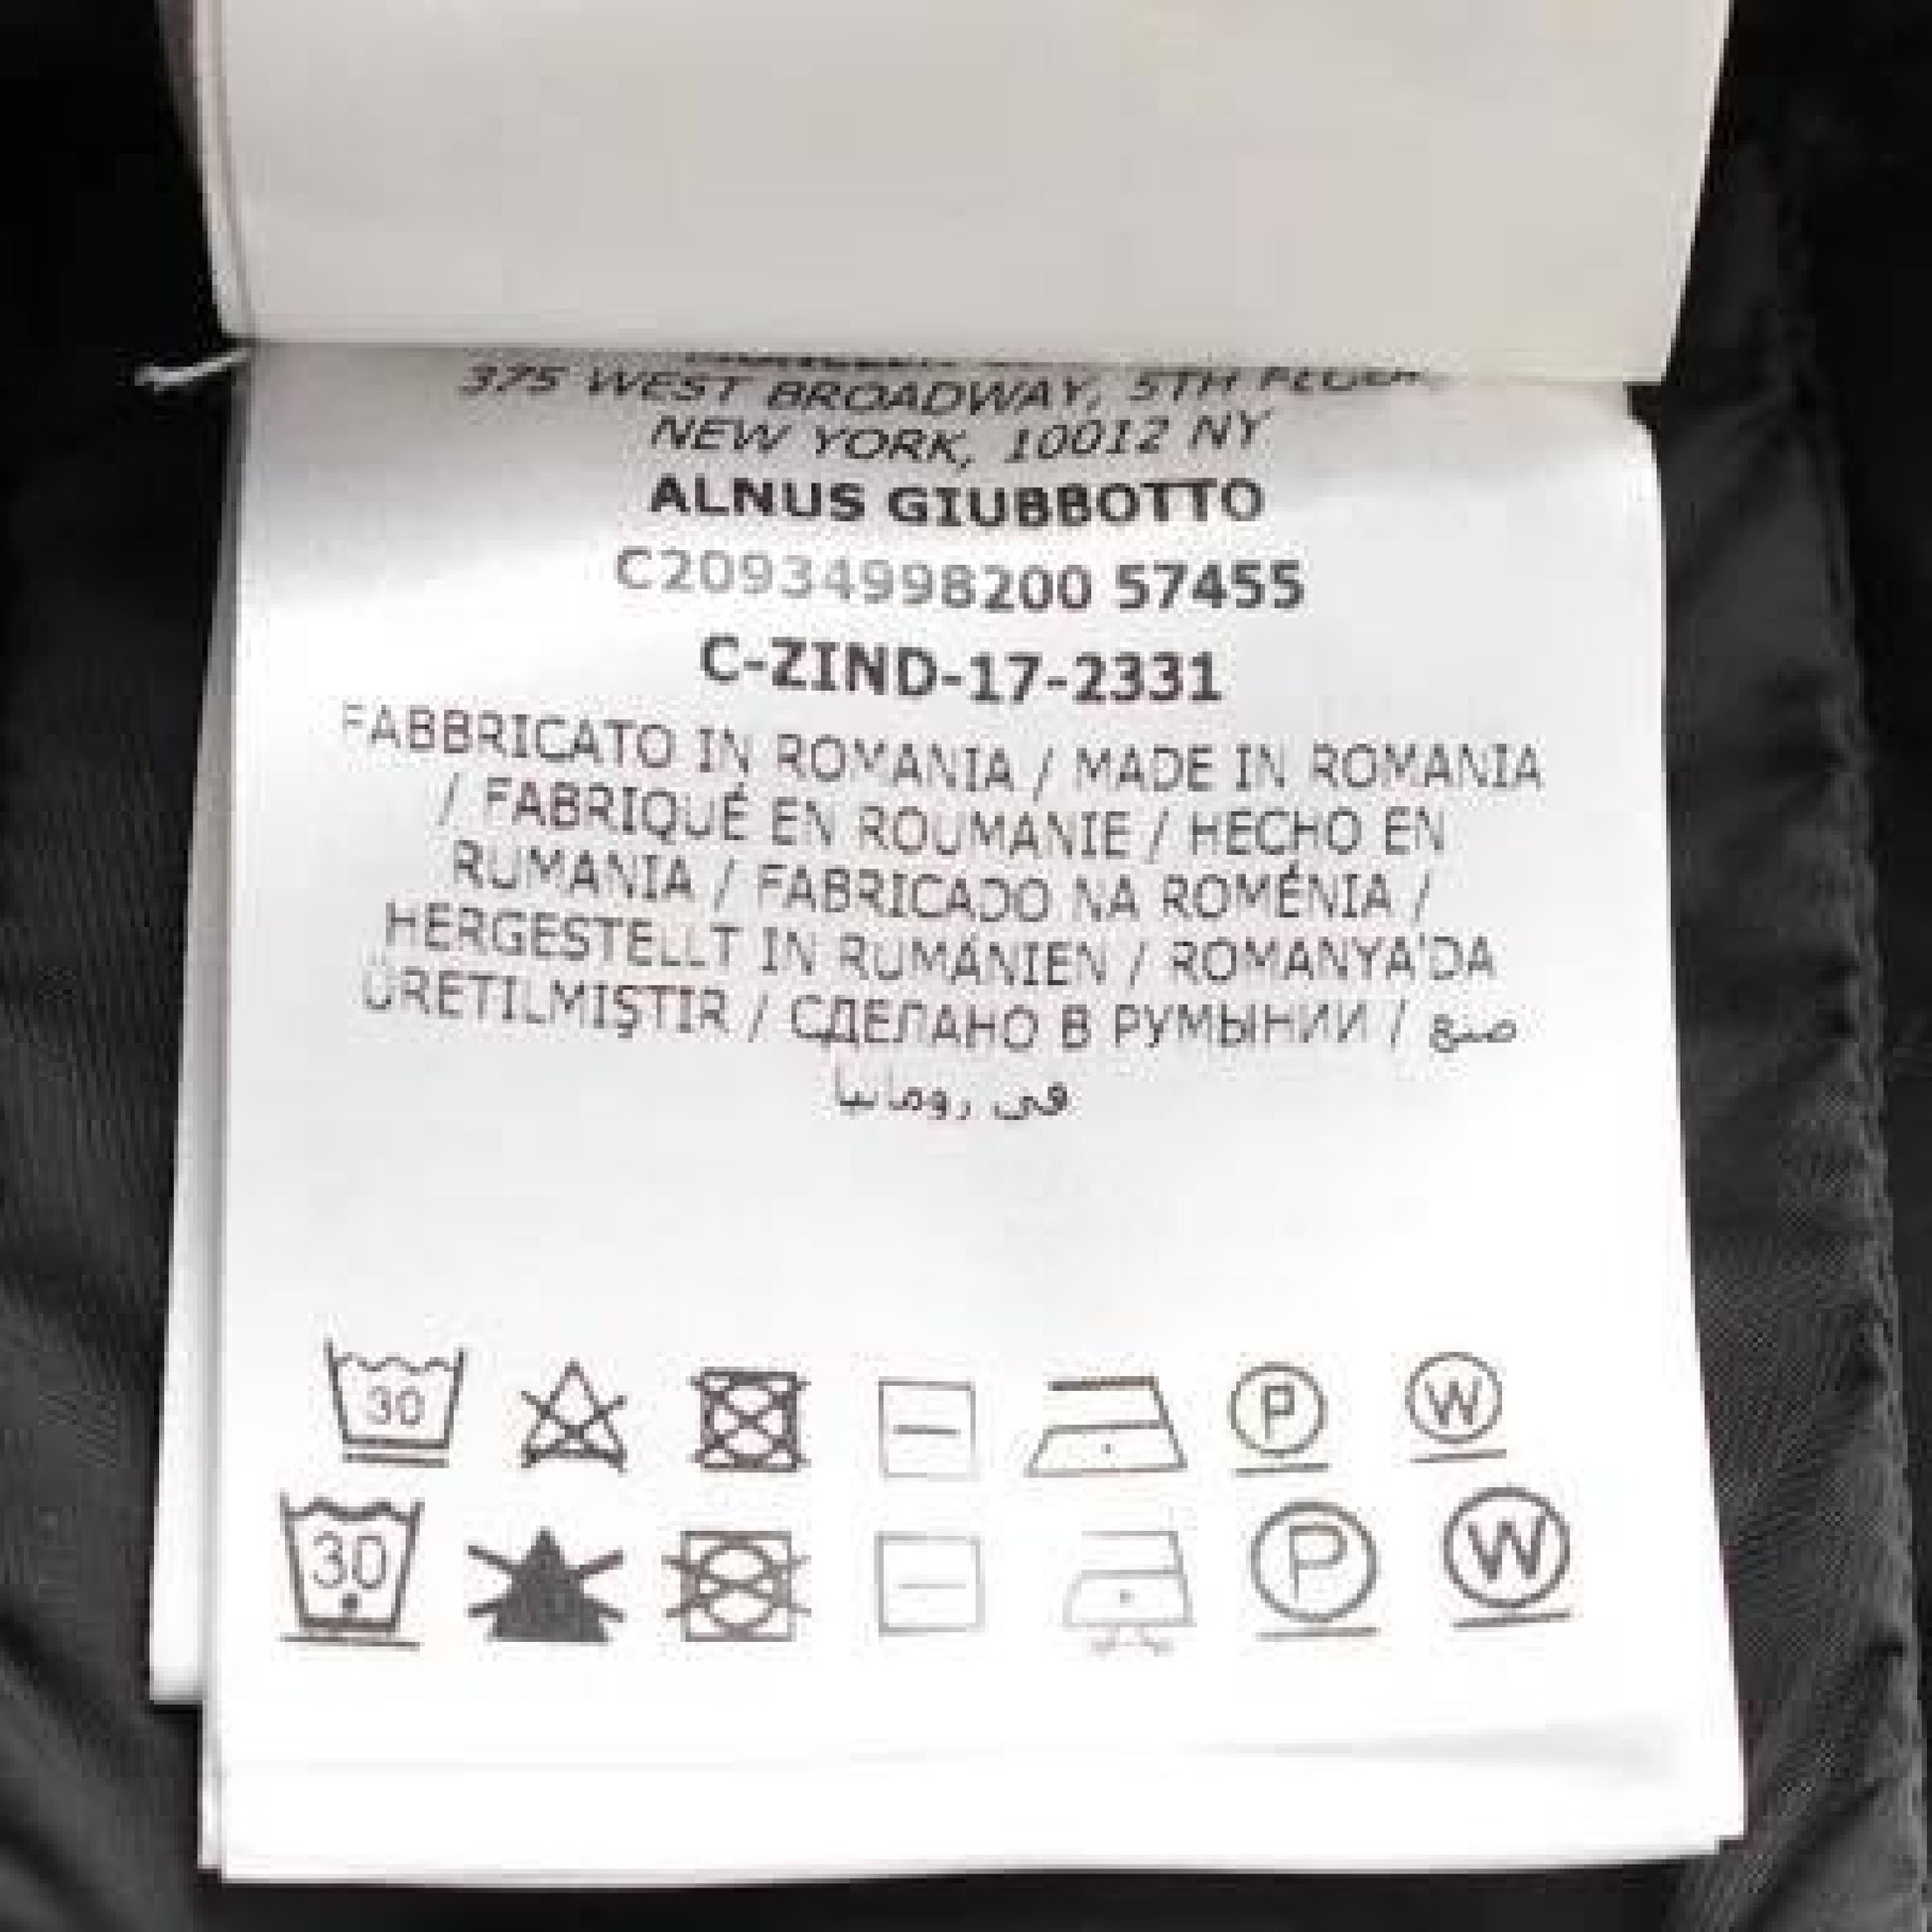 375 WEST BROADWAY, 5TH FLOOR,
NEW YORK, 10012 NY
ALNUS GIUBBOTTO
C20934998200 57455
C-ZIND-17-2331
FABBRICATO IN ROMANIA / MADE IN ROMANIA
/ FABRIQUÉ EN ROUMANIE / HECHO EN
RUMANIA / FABRICADO NA ROMÉNIA /
HERGESTELLT IN RUMÄNIEN / ROMANYA'DA
ÜRETILMIŞTIR / СДЕЛАНО В РУМЫНИИ / صنع
في رومانيا
30 P W
30 P W